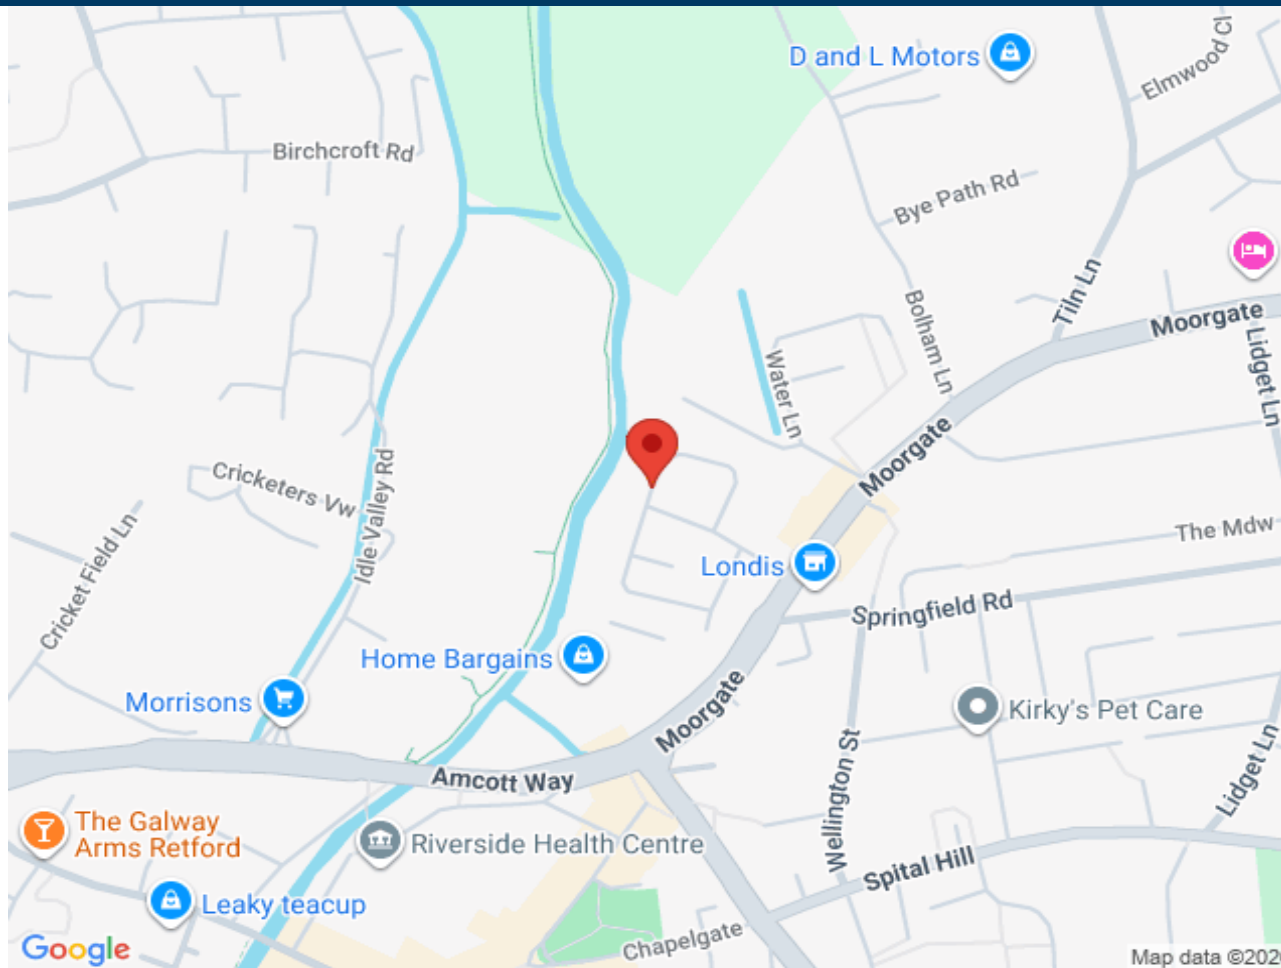 D and L Motors
Elmwood Cl
Birchcroft Rd
Bye Path Rd
Tiln Ln
Moorgate
Bolham Ln
Lidget Ln
Water Ln
Moorgate
Cricketers Vw
Idle Valley Rd
Cricket Field Ln
The Mdw
Londis
Springfield Rd
Home Bargains
Morrisons
Moorgate
Kirky's Pet Care
Amcott Way
Wellington St
Lidget Ln
The Galway
Arms Retford
Riverside Health Centre
Spital Hill
Leaky teacup
Chapelgate
Google
Map data ©202